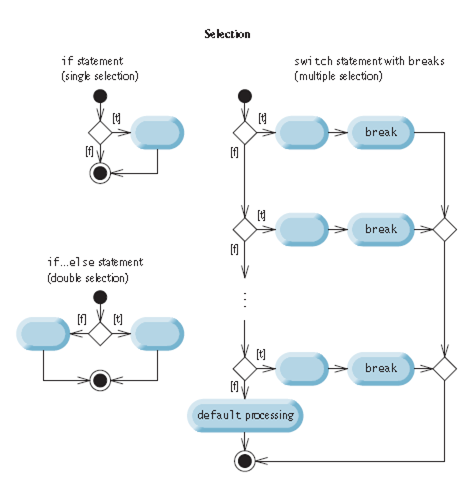 Selection
if statement
(single selection)
[t]
[f]
if...else statement
(double selection)
[f]
[t]
switch statement with breaks
(multiple selection)
[t]
break
[f]
[t]
break
[f]
[t]
break
[f]
default processing